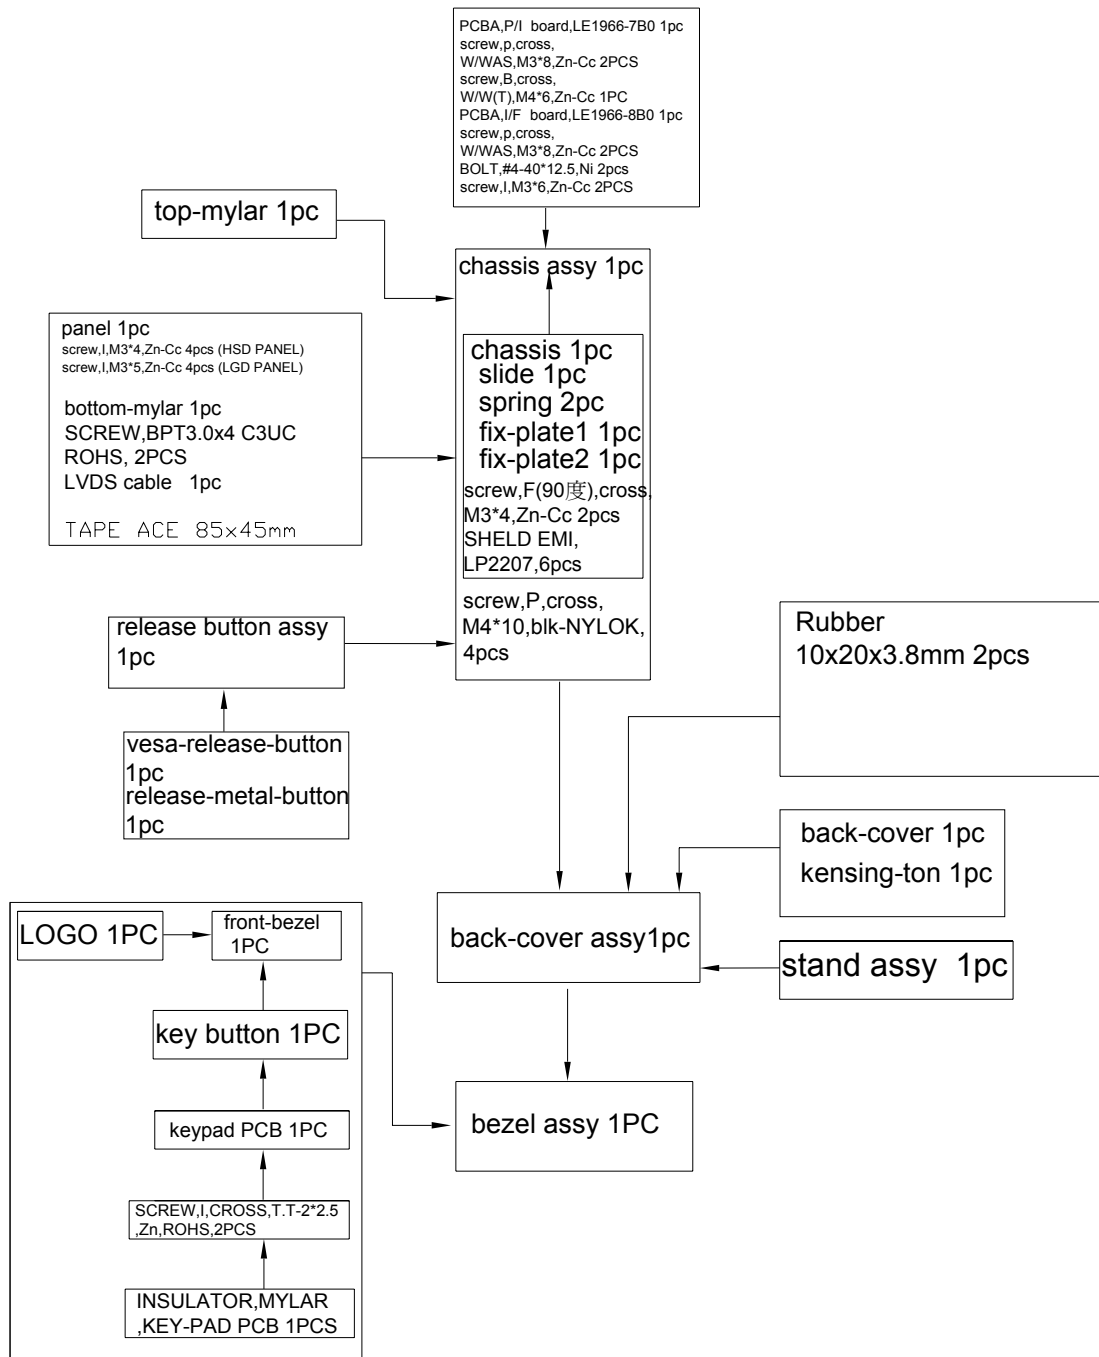 PCBA,P/I  board,LE1966-7B0 1pc
screw,p,cross,
W/WAS,M3*8,Zn-Cc 2PCS
screw,B,cross,
W/W(T),M4*6,Zn-Cc 1PC
PCBA,I/F  board,LE1966-8B0 1pc
screw,p,cross,
W/WAS,M3*8,Zn-Cc 2PCS
BOLT,#4-40*12.5,Ni 2pcs
screw,I,M3*6,Zn-Cc 2PCS
top-mylar 1pc
chassis assy 1pc
panel 1pc
screw,I,M3*4,Zn-Cc 4pcs (HSD PANEL)
screw,I,M3*5,Zn-Cc 4pcs (LGD PANEL)
bottom-mylar 1pc
SCREW,BPT3.0x4 C3UC
ROHS, 2PCS
LVDS cable   1pc
TAPE ACE 85x45mm
chassis 1pc
slide 1pc
spring 2pc
fix-plate1 1pc
fix-plate2 1pc
screw,F(90度),cross,
M3*4,Zn-Cc 2pcs
SHELD EMI,
LP2207,6pcs
screw,P,cross,
M4*10,blk-NYLOK,
4pcs
release button assy
1pc
vesa-release-button
1pc
release-metal-button
1pc
Rubber
10x20x3.8mm 2pcs
back-cover 1pc
kensing-ton 1pc
back-cover assy1pc
stand assy  1pc
LOGO 1PC
front-bezel
1PC
key button 1PC
keypad PCB 1PC
SCREW,I,CROSS,T.T-2*2.5
,Zn,ROHS,2PCS
INSULATOR,MYLAR
,KEY-PAD PCB 1PCS
bezel assy 1PC